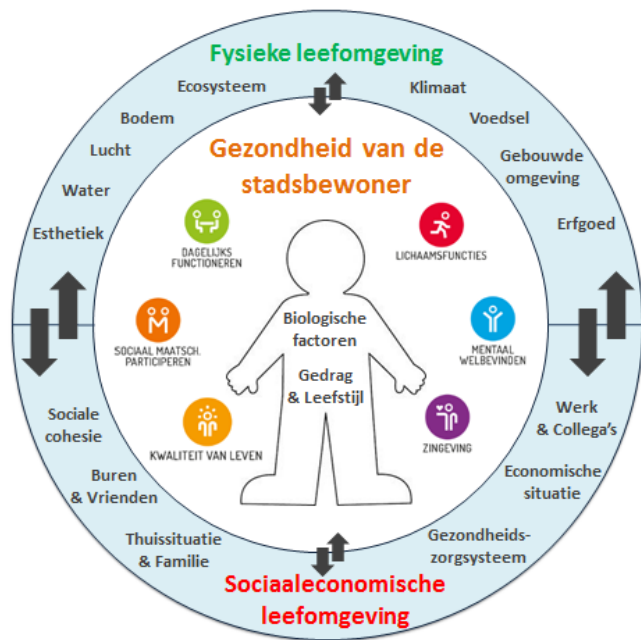 Fysieke leefomgeving
Ecosysteem
Klimaat
Bodem
Voedsel
Lucht
Gebouwde
omgeving
Water
Erfgoed
Esthetiek
Gezondheid van de
stadsbewoner
DAGELIJKS
FUNCTIONEREN
LICHAAMSFUNCTIES
SOCIAAL MAATSCH.
PARTICIPEREN
Biologische
factoren
Gedrag
& Leefstijl
MENTAAL
WELBEVINDEN
KWALITEIT VAN LEVEN
ZINGEVING
Sociale
cohesie
Werk
& Collega's
Buren
& Vrienden
Economische
situatie
Thuissituatie
& Familie
Gezondheids-
zorgsysteem
Sociaaleconomische
leefomgeving